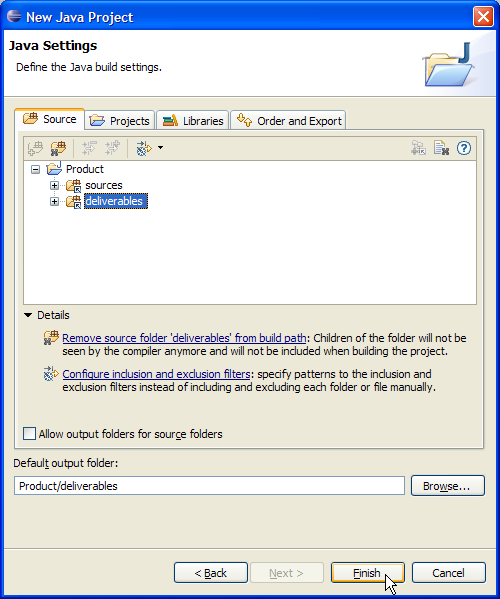 New Java Project
Java Settings
Define the Java build settings.
Source Projects Libraries Order and Export
Product
sources
deliverables
Details
Remove source folder 'deliverables' from build path: Children of the folder will not be
seen by the compiler anymore and will not be included when building the project.
Configure inclusion and exclusion filters: specify patterns to the inclusion and
exclusion filters instead of including and excluding each folder or file manually.
Allow output folders for source folders
Default output folder:
Product/deliverables Browse...
< Back Next > Finish Cancel